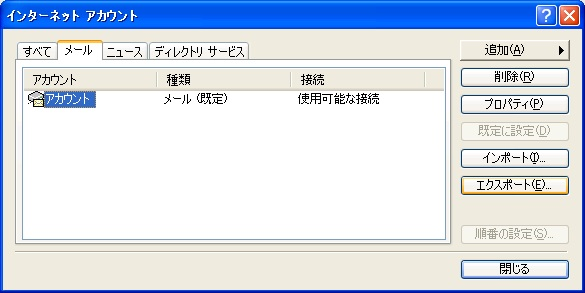 インターネット アカウント
すべて メール ニュース ディレクトリ サービス
アカウント 種類 接続
アカウント メール (既定) 使用可能な接続
追加(A)
削除(R)
プロパティ(P)
既定に設定(D)
インポート(I)...
エクスポート(E)...
順番の設定(S)...
閉じる